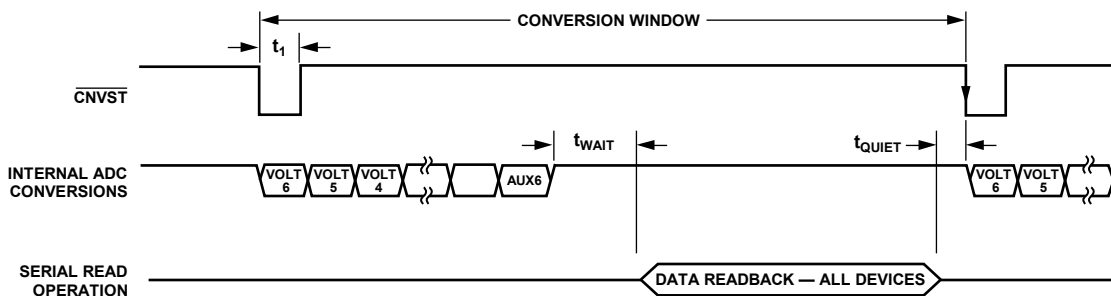 CONVERSION WINDOW
t1
CNVST
tWAIT
tQUIET
INTERNAL ADC
CONVERSIONS
VOLT
6
VOLT
5
VOLT
4
AUX6
VOLT
6
VOLT
5
SERIAL READ
OPERATION
DATA READBACK — ALL DEVICES